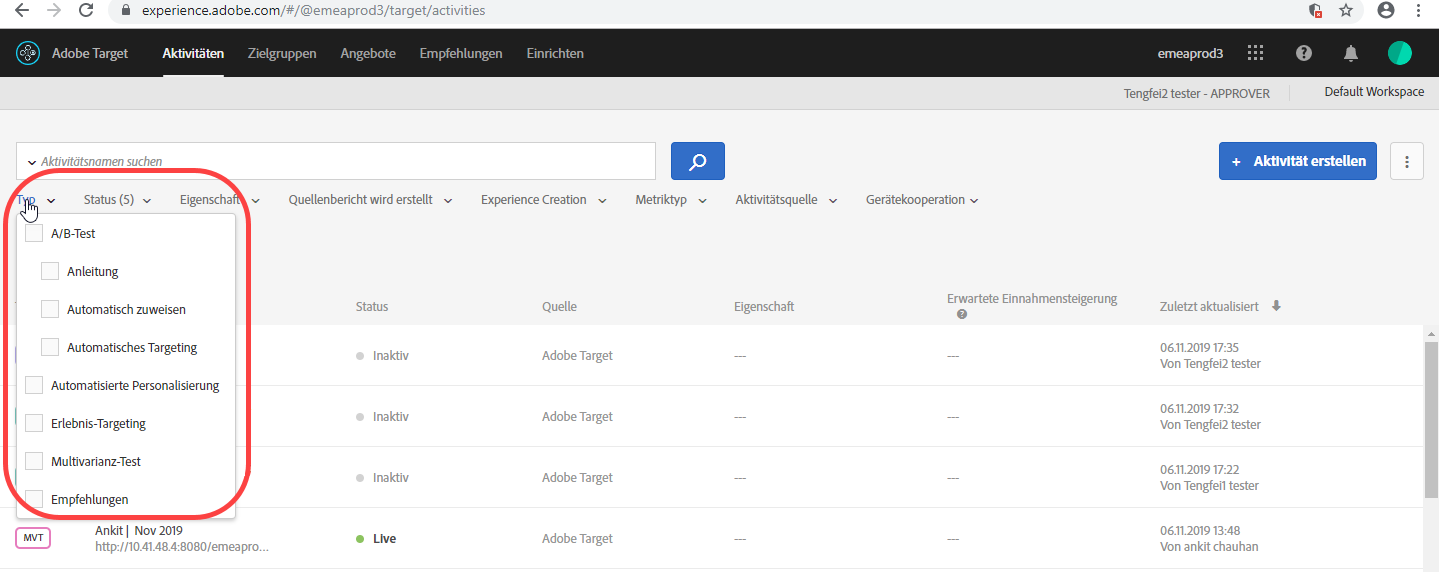 experience.adobe.com/#/@emeaprod3/target/activities
Adobe Target Aktivitäten Zielgruppen Angebote Empfehlungen Einrichten emeaprod3
Tengfei2 tester - APPROVER Default Workspace
Aktivitätsnamen suchen
+ Aktivität erstellen
Typ Status (5) Eigenschaft Quellenbericht wird erstellt Experience Creation Metriktyp Aktivitätsquelle Gerätekooperation
A/B-Test
Anleitung
Automatisch zuweisen
Automatisches Targeting
Automatisierte Personalisierung
Erlebnis-Targeting
Multivarianz-Test
Empfehlungen
Status Quelle Eigenschaft Erwartete Einnahmensteigerung Zuletzt aktualisiert
Inaktiv Adobe Target --- --- 06.11.2019 17:35
Von Tengfei2 tester
Inaktiv Adobe Target --- --- 06.11.2019 17:32
Von Tengfei2 tester
Inaktiv Adobe Target --- --- 06.11.2019 17:22
Von Tengfei1 tester
MVT Ankit | Nov 2019 Live Adobe Target --- --- 06.11.2019 13:48
http://10.41.48.4:8080/emeapro... Von ankit chauhan